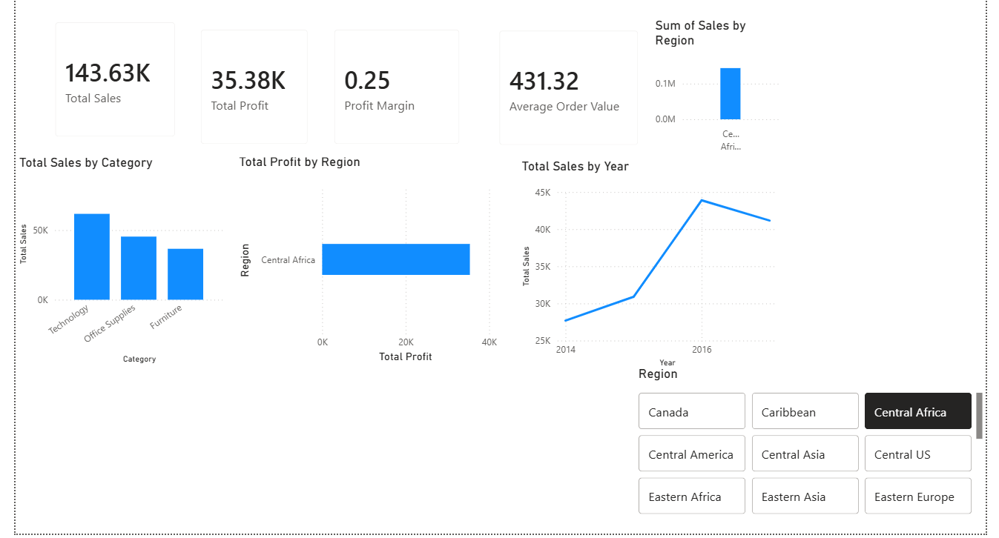 143.63K
Total Sales
35.38K
Total Profit
0.25
Profit Margin
431.32
Average Order Value
Sum of Sales by
Region
0.1M
0.0M
Ce...
Afri...
Total Sales by Category
Total Sales
50K
0K
Technology
Office Supplies
Furniture
Category
Total Profit by Region
Region
Central Africa
0K
20K
40K
Total Profit
Total Sales by Year
Total Sales
45K
40K
35K
30K
25K
2014
2016
Year
Region
Canada
Caribbean
Central Africa
Central America
Central Asia
Central US
Eastern Africa
Eastern Asia
Eastern Europe